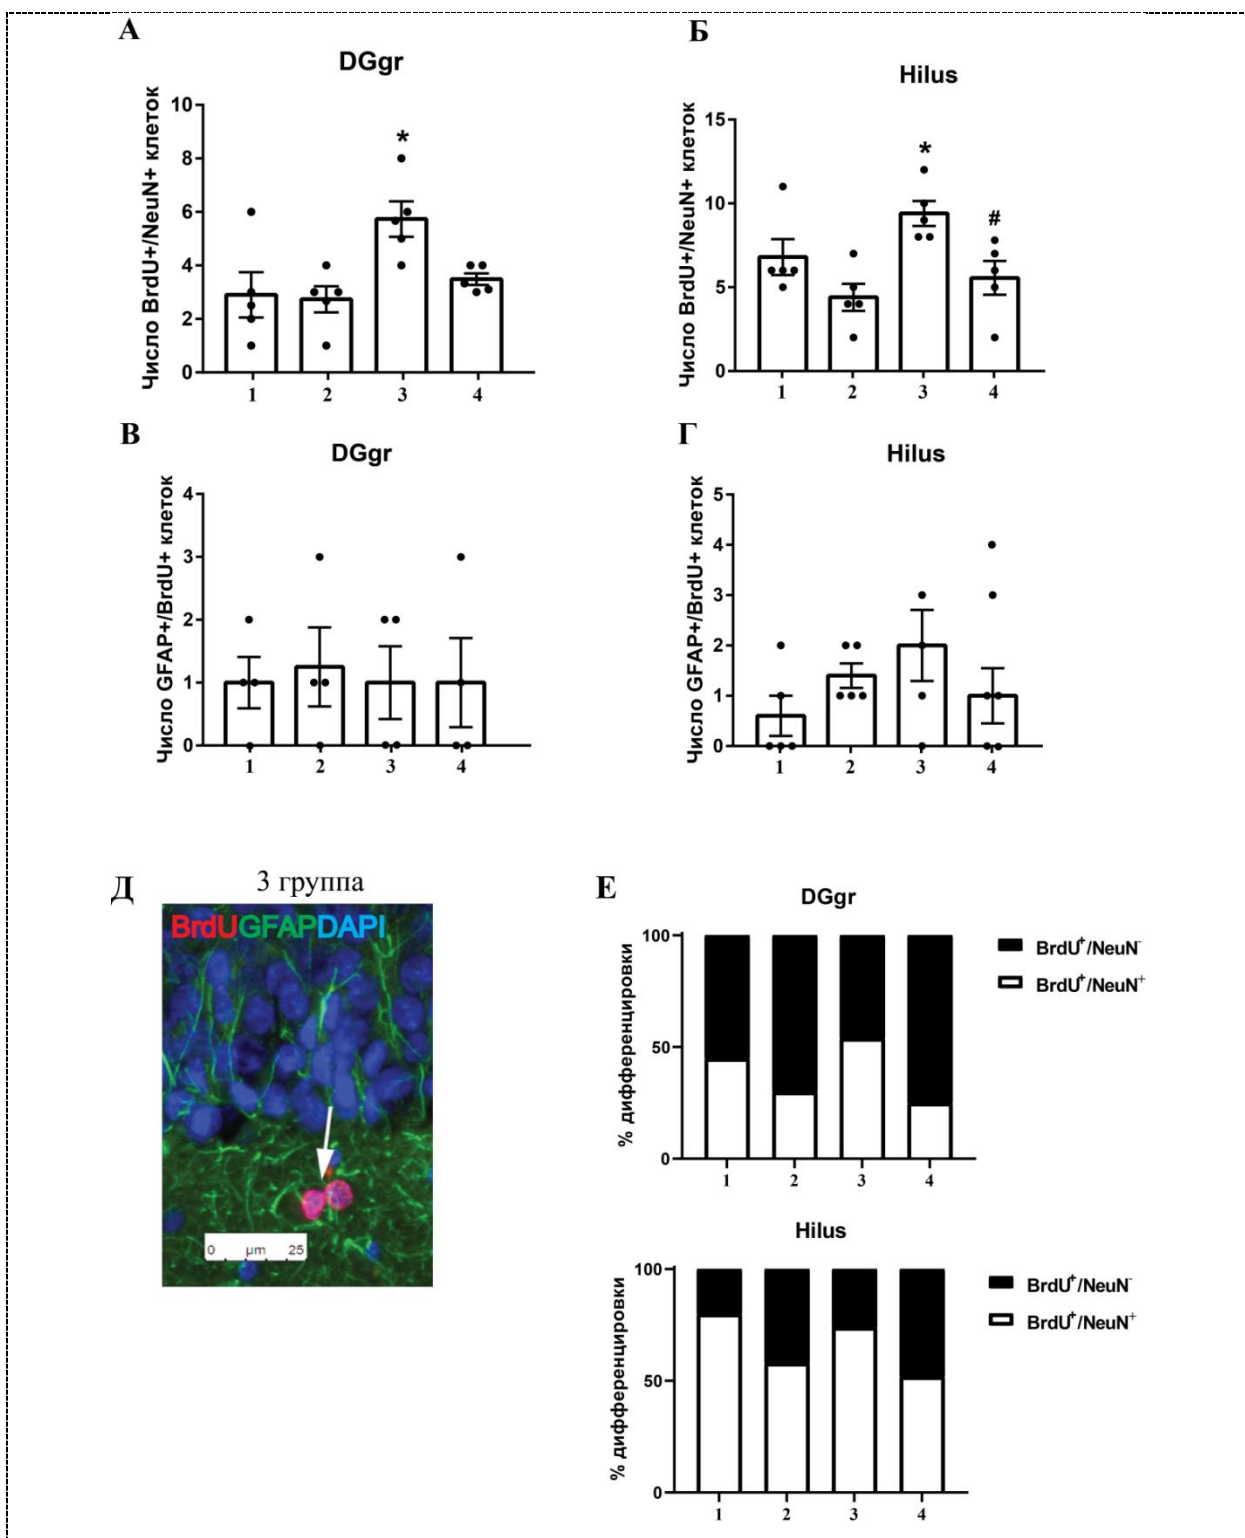 А
DGgr
Число BrdU+/NeuN+ клеток
10
8
6
4
2
0
*
1 2 3 4
Б
Hilus
Число BrdU+/NeuN+ клеток
15
10
5
0
*
#
1 2 3 4
В
DGgr
Число GFAP+/BrdU+ клеток
4
3
2
1
0
1 2 3 4
Г
Hilus
Число GFAP+/BrdU+ клеток
5
4
3
2
1
0
1 2 3 4
Д
3 группа
BrdUGFAPDAPI
0 µm 25
Е
DGgr
% дифференцировки
100
50
0
1 2 3 4
BrdU⁺/NeuN⁻
BrdU⁺/NeuN⁺
Hilus
% дифференцировки
100
50
0
1 2 3 4
BrdU⁺/NeuN⁻
BrdU⁺/NeuN⁺